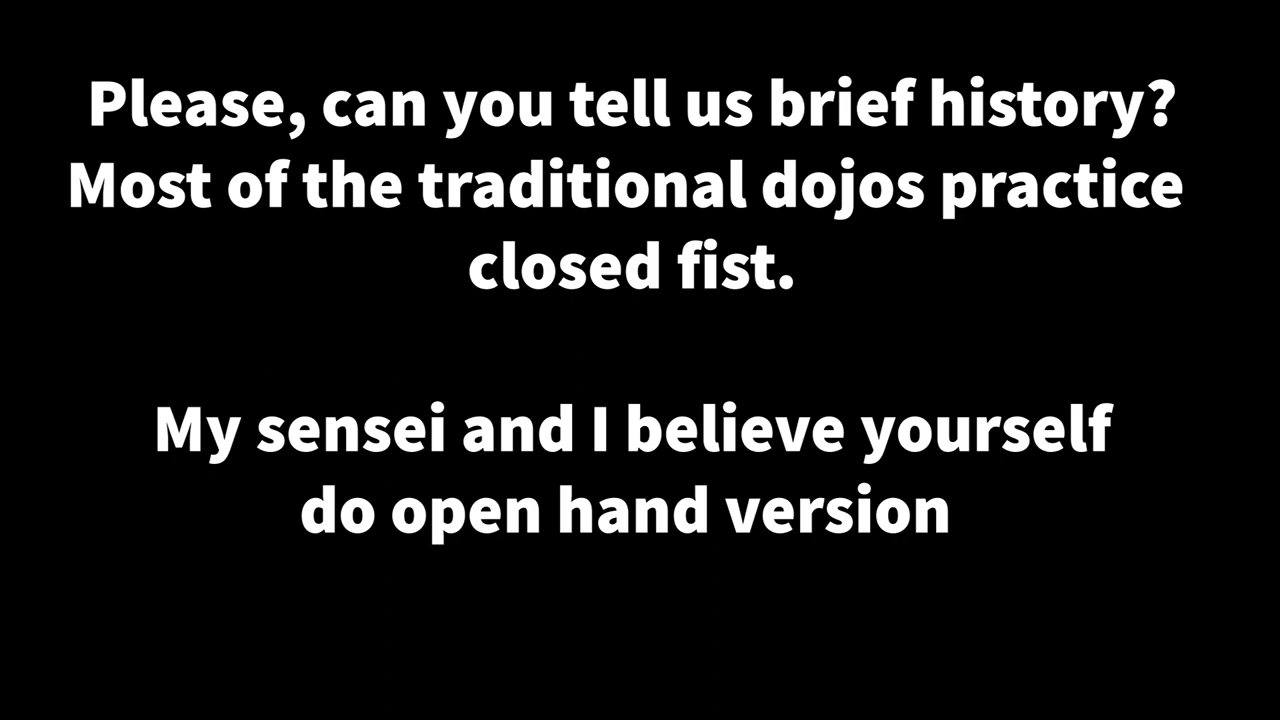 Please, can you tell us brief history?
Most of the traditional dojos practice
closed fist.
My sensei and I believe yourself
do open hand version